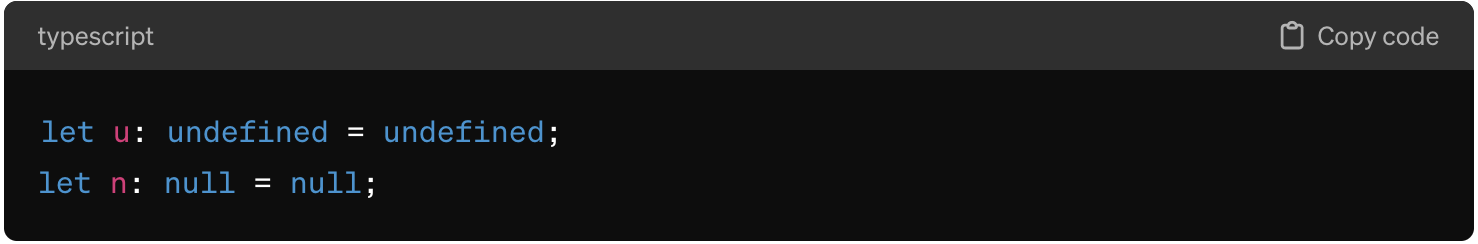 typescript
Copy code
let u: undefined = undefined;
let n: null = null;